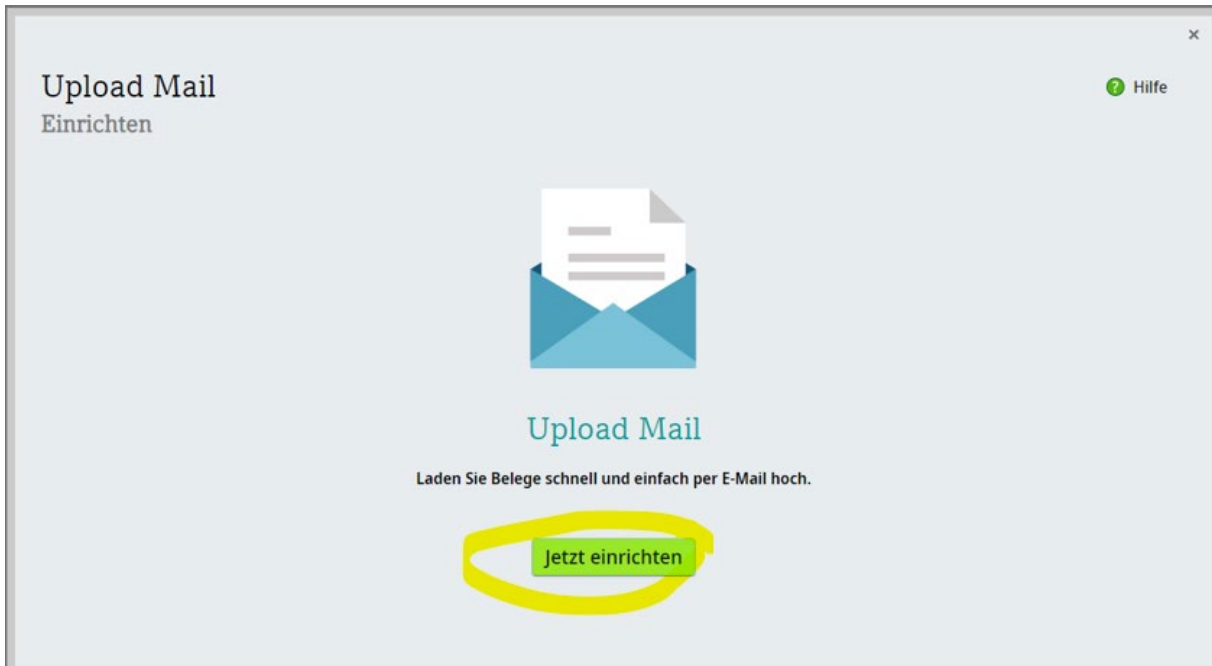 ×
Upload Mail
? Hilfe
Einrichten
Upload Mail
Laden Sie Belege schnell und einfach per E-Mail hoch.
Jetzt einrichten